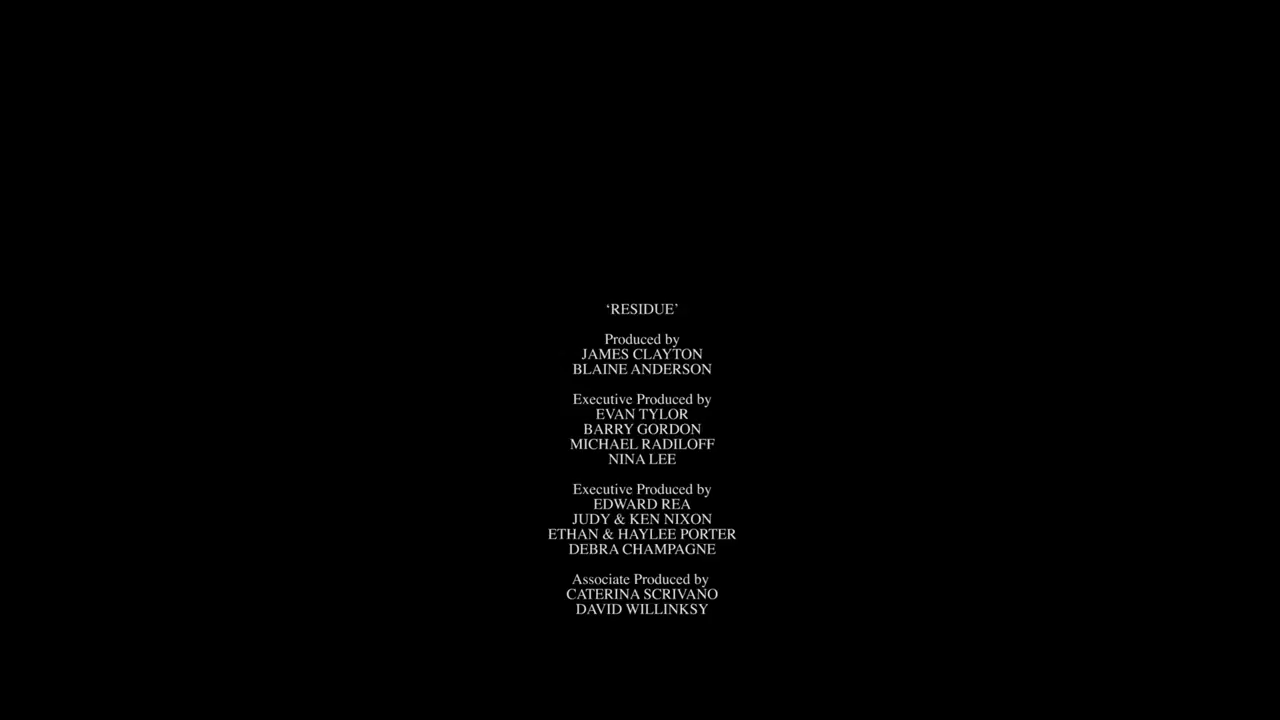 ‘RESIDUE’
Produced by
JAMES CLAYTON
BLAINE ANDERSON
Executive Produced by
EVAN TYLOR
BARRY GORDON
MICHAEL RADILOFF
NINA LEE
Executive Produced by
EDWARD REA
JUDY & KEN NIXON
ETHAN & HAYLEE PORTER
DEBRA CHAMPAGNE
Associate Produced by
CATERINA SCRIVANO
DAVID WILLINKSY